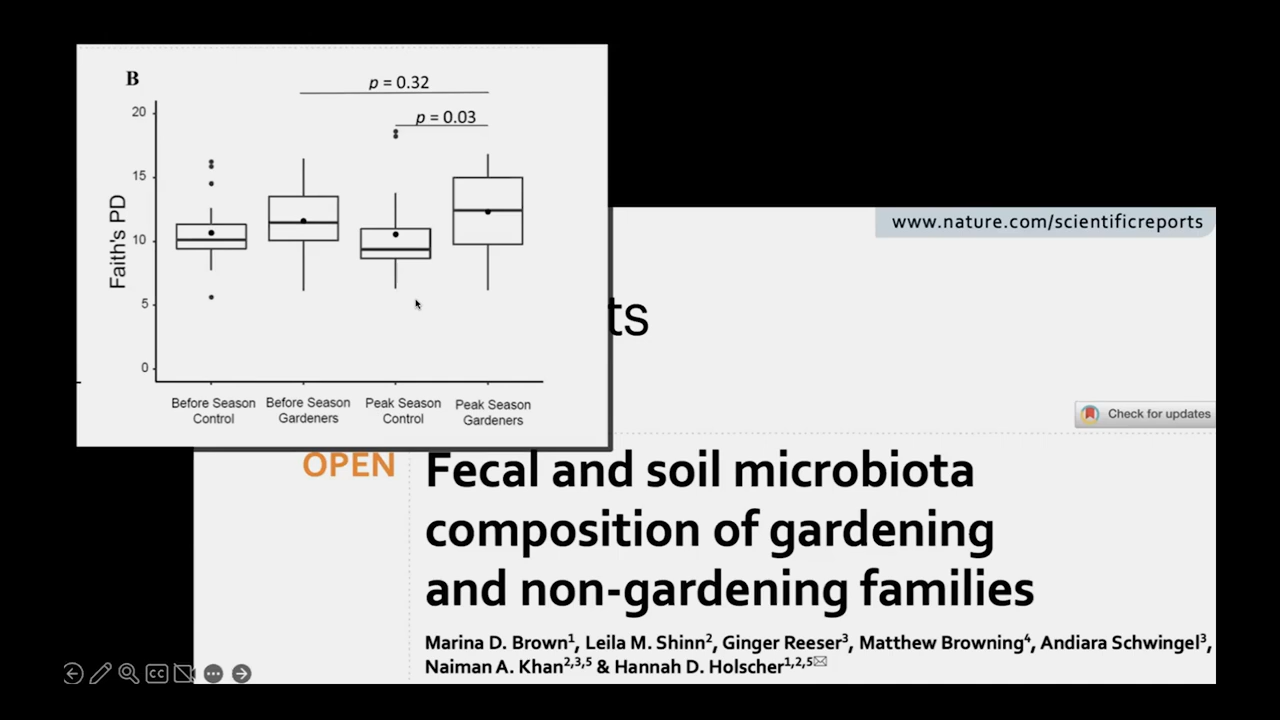 B
p = 0.32
p = 0.03
20
15
10
5
0
Faith's PD
Before Season Control
Before Season Gardeners
Peak Season Control
Peak Season Gardeners
www.nature.com/scientificreports
ts
Check for updates
OPEN
Fecal and soil microbiota
composition of gardening
and non-gardening families
Marina D. Brown1, Leila M. Shinn2, Ginger Reeser3, Matthew Browning4, Andiara Schwingel3,
Naiman A. Khan2,3,5 & Hannah D. Holscher1,2,5✉
CC